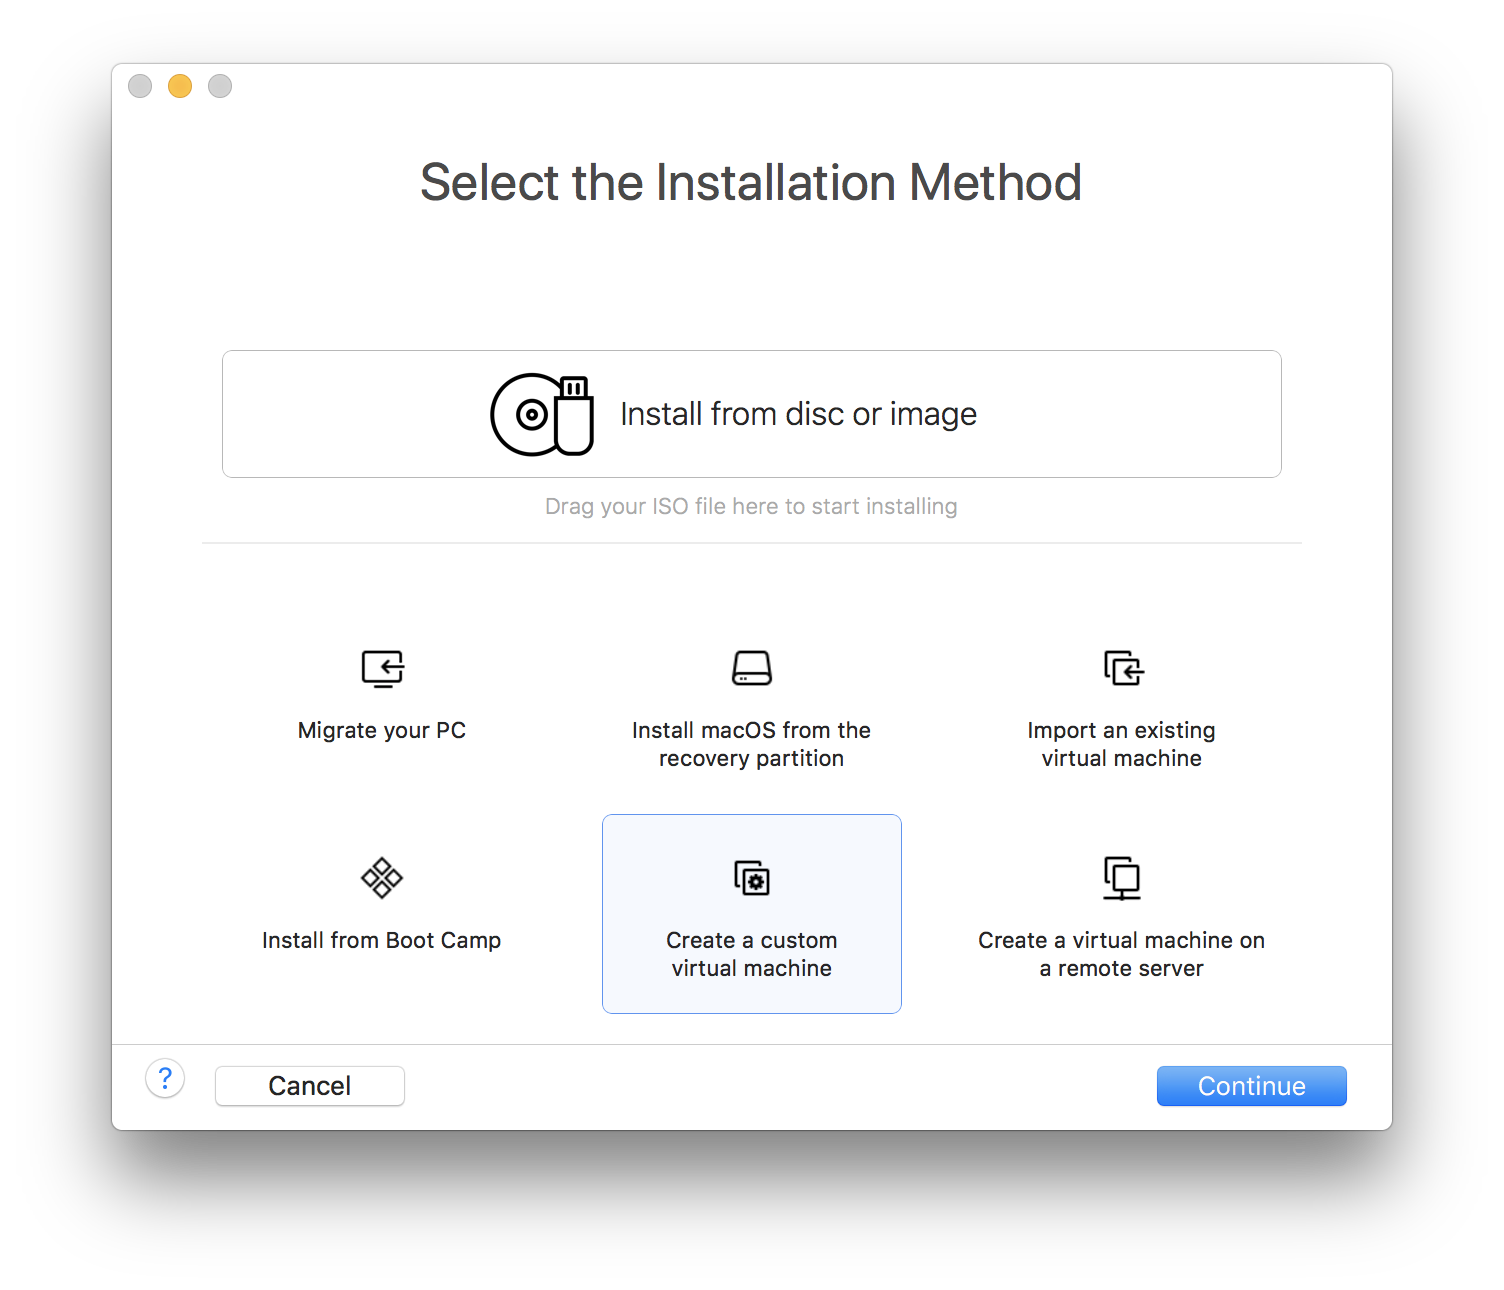 Select the Installation Method
Install from disc or image
Drag your ISO file here to start installing
Migrate your PC
Install macOS from the
recovery partition
Import an existing
virtual machine
Install from Boot Camp
Create a custom
virtual machine
Create a virtual machine on
a remote server
?
Cancel
Continue